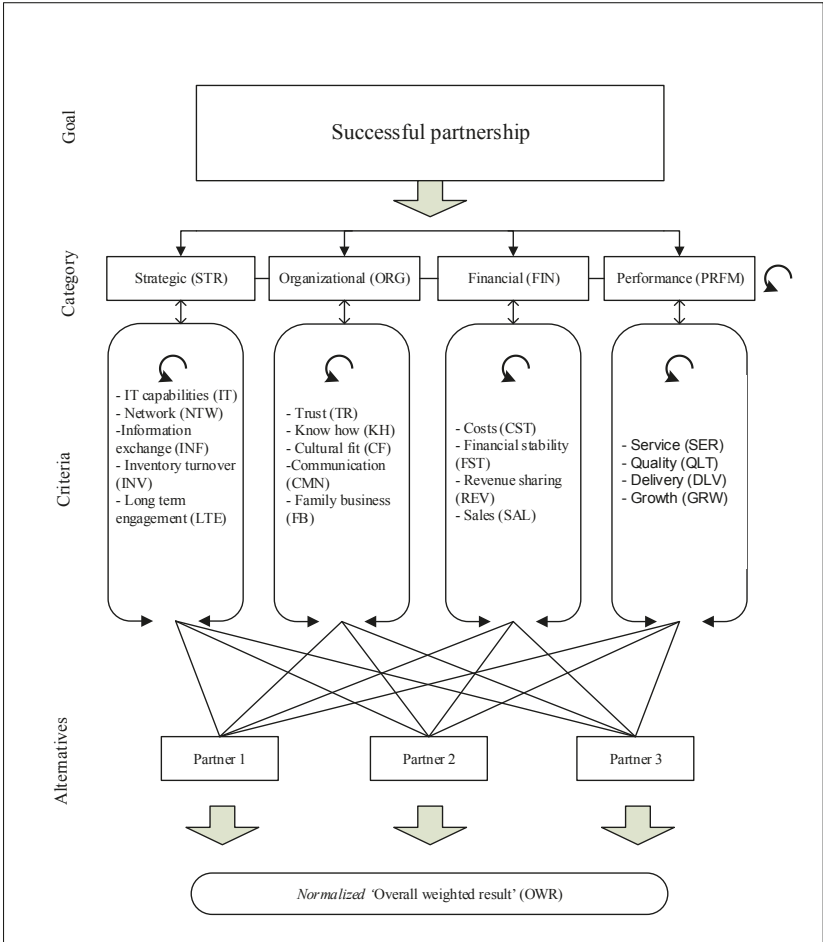 Goal
Successful partnership
Category
Strategic (STR)
Organizational (ORG)
Financial (FIN)
Performance (PRFM)
Criteria
- IT capabilities (IT)
- Network (NTW)
-Information
exchange (INF)
- Inventory turnover
(INV)
- Long term
engagement (LTE)
- Trust (TR)
- Know how (KH)
- Cultural fit (CF)
-Communication
(CMN)
- Family business
(FB)
- Costs (CST)
- Financial stability
(FST)
- Revenue sharing
(REV)
- Sales (SAL)
- Service (SER)
- Quality (QLT)
- Delivery (DLV)
- Growth (GRW)
Alternatives
Partner 1
Partner 2
Partner 3
Normalized ‘Overall weighted result’ (OWR)